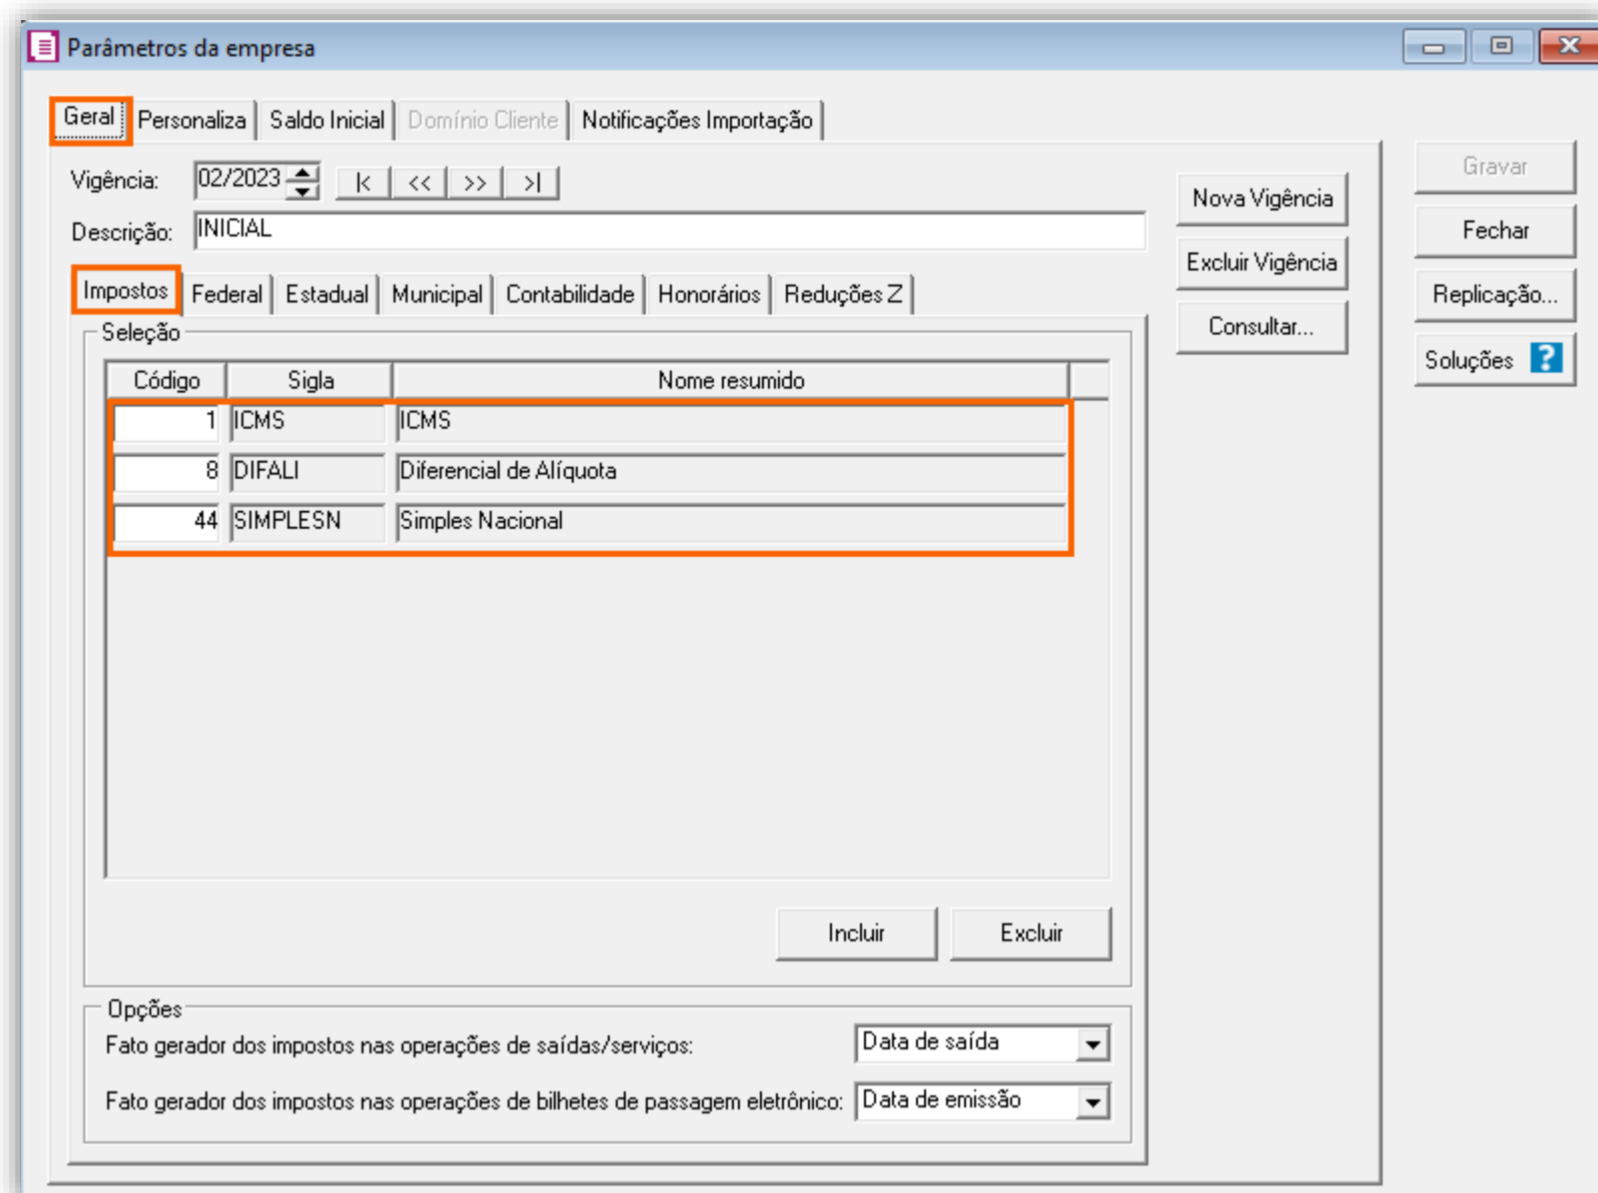 Parâmetros da empresa
Geral Personaliza Saldo Inicial Domínio Cliente Notificações Importação
Vigência: 02/2023 |< << >> >|
Descrição: INICIAL
Nova Vigência
Excluir Vigência
Consultar...
Gravar
Fechar
Replicação...
Soluções ?
Impostos Federal Estadual Municipal Contabilidade Honorários Reduções Z
Seleção
Código Sigla Nome resumido
1 ICMS ICMS
8 DIFALI Diferencial de Alíquota
44 SIMPLESN Simples Nacional
Incluir Excluir
Opções
Fato gerador dos impostos nas operações de saídas/serviços: Data de saída
Fato gerador dos impostos nas operações de bilhetes de passagem eletrônico: Data de emissão